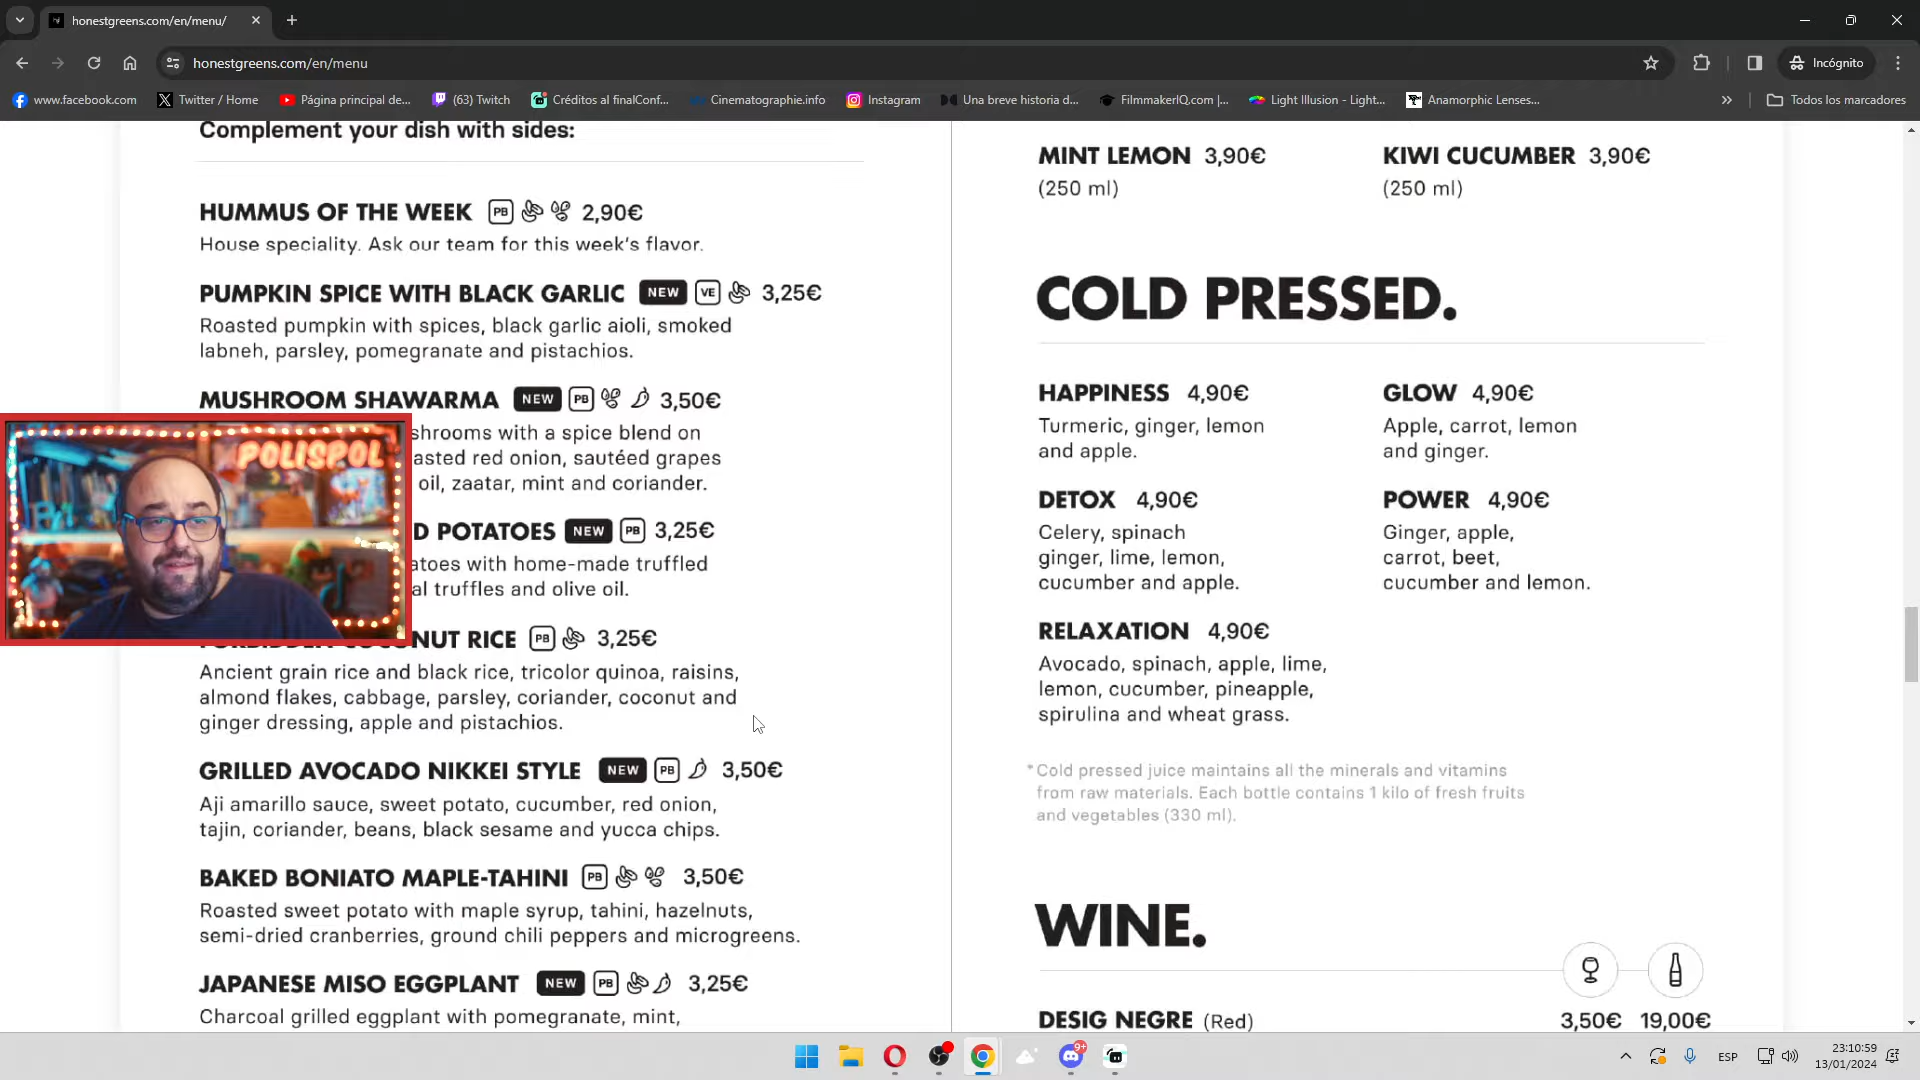 honestgreens.com/en/menu/
honestgreens.com/en/menu
Incógnito
www.facebook.com
Twitter / Home
Página principal de...
(63) Twitch
Créditos al finalConf...
Cinematographie.info
Instagram
Una breve historia d...
FilmmakerIQ.com |...
Light Illusion - Light...
Anamorphic Lenses...
Todos los marcadores
Complement your dish with sides:
HUMMUS OF THE WEEK PB 2,90€
House speciality. Ask our team for this week's flavor.
PUMPKIN SPICE WITH BLACK GARLIC NEW VE 3,25€
Roasted pumpkin with spices, black garlic aioli, smoked
labneh, parsley, pomegranate and pistachios.
MUSHROOM SHAWARMA NEW PB 3,50€
with a spice blend on
red onion, sautéed grapes
oil, zaatar, mint and coriander.
POTATOES NEW PB 3,25€
with home-made truffled
truffles and olive oil.
RICE PB 3,25€
Ancient grain rice and black rice, tricolor quinoa, raisins,
almond flakes, cabbage, parsley, coriander, coconut and
ginger dressing, apple and pistachios.
GRILLED AVOCADO NIKKEI STYLE NEW PB 3,50€
Aji amarillo sauce, sweet potato, cucumber, red onion,
tajin, coriander, beans, black sesame and yucca chips.
BAKED BONIATO MAPLE-TAHINI PB 3,50€
Roasted sweet potato with maple syrup, tahini, hazelnuts,
semi-dried cranberries, ground chili peppers and microgreens.
JAPANESE MISO EGGPLANT NEW PB 3,25€
Charcoal grilled eggplant with pomegranate, mint,
POLISPOL
MINT LEMON 3,90€
(250 ml)
KIWI CUCUMBER 3,90€
(250 ml)
COLD PRESSED.
HAPPINESS 4,90€
Turmeric, ginger, lemon
and apple.
GLOW 4,90€
Apple, carrot, lemon
and ginger.
DETOX 4,90€
Celery, spinach
ginger, lime, lemon,
cucumber and apple.
POWER 4,90€
Ginger, apple,
carrot, beet,
cucumber and lemon.
RELAXATION 4,90€
Avocado, spinach, apple, lime,
lemon, cucumber, pineapple,
spirulina and wheat grass.
*Cold pressed juice maintains all the minerals and vitamins
from raw materials. Each bottle contains 1 kilo of fresh fruits
and vegetables (330 ml).
WINE.
DESIG NEGRE (Red) 3,50€ 19,00€
9+
ESP
23:10:59
13/01/2024